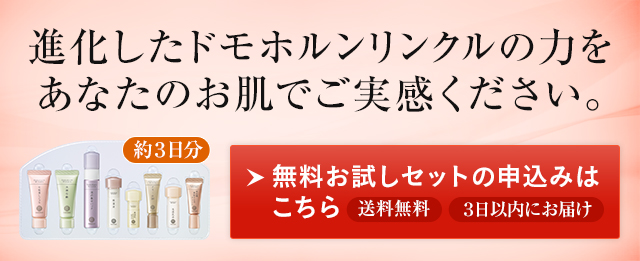 進化したドモホルンリンクルの力を
あなたのお肌でご実感ください。
約3日分
無料お試しセットの申込みは
こちら 送料無料 3日以内にお届け